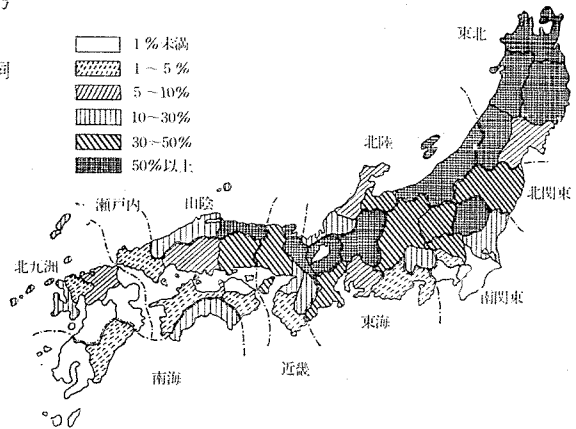 1%未満
1~5%
5~10%
10~30%
30~50%
50%以上
東北
北陸
北関東
瀬戸内
山陰
北九洲
南関東
東海
近畿
南海